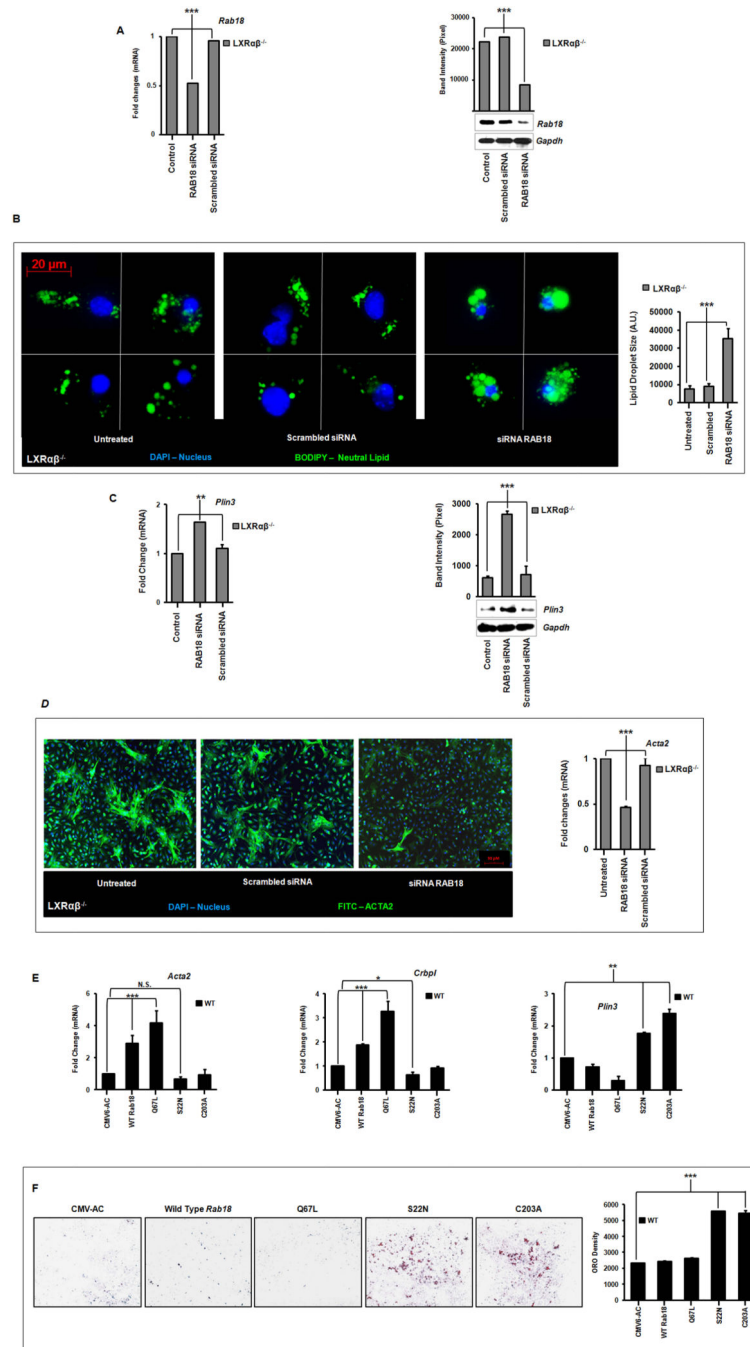 A
Rab18
***
LXRαβ-/-
Fold changes (mRNA)
1
0.5
0
Control
RAB18 siRNA
Scrambled siRNA
***
LXRαβ-/-
Band Intensity (Pixel)
30000
20000
10000
Rab18
Gapdh
Control
Scrambled siRNA
RAB18 siRNA
B
20 µm
Untreated
Scrambled siRNA
siRNA RAB18
LXRαβ-/-
DAPI – Nucleus
BODIPY – Neutral Lipid
LXRαβ-/-
***
Lipid Droplet Size (A.U.)
50000
40000
30000
20000
10000
0
Untreated
Scrambled
RAB18 siRNA
C
Plin3
**
LXRαβ-/-
Fold Change (mRNA)
2
1
0
Control
RAB18 siRNA
Scrambled siRNA
***
LXRαβ-/-
Band Intensity (Pixel)
3000
2000
1000
0
Plin3
Gapdh
Control
RAB18 siRNA
Scrambled siRNA
D
Untreated
Scrambled siRNA
siRNA RAB18
LXRαβ-/-
DAPI – Nucleus
FITC – ACTA2
***
Acta2
LXRαβ-/-
Fold changes (mRNA)
1
0.5
0
Untreated
RAB18 siRNA
Scrambled siRNA
E
Acta2
N.S.
***
WT
Fold Change (mRNA)
6
4
2
0
CMV6-AC
WT Rab18
Q67L
S22N
C203A
Crbpl
*
***
WT
Fold Change (mRNA)
4
3
2
1
0
CMV6-AC
WT Rab18
Q67L
S22N
C203A
**
Plin3
WT
Fold Change (mRNA)
3
2
1
0
CMV6-AC
WT Rab18
Q67L
S22N
C203A
F
CMV-AC
Wild Type Rab18
Q67L
S22N
C203A
***
WT
ORO Density
6000
5000
4000
3000
2000
1000
0
CMV6-AC
WT Rab18
Q67L
S22N
C203A